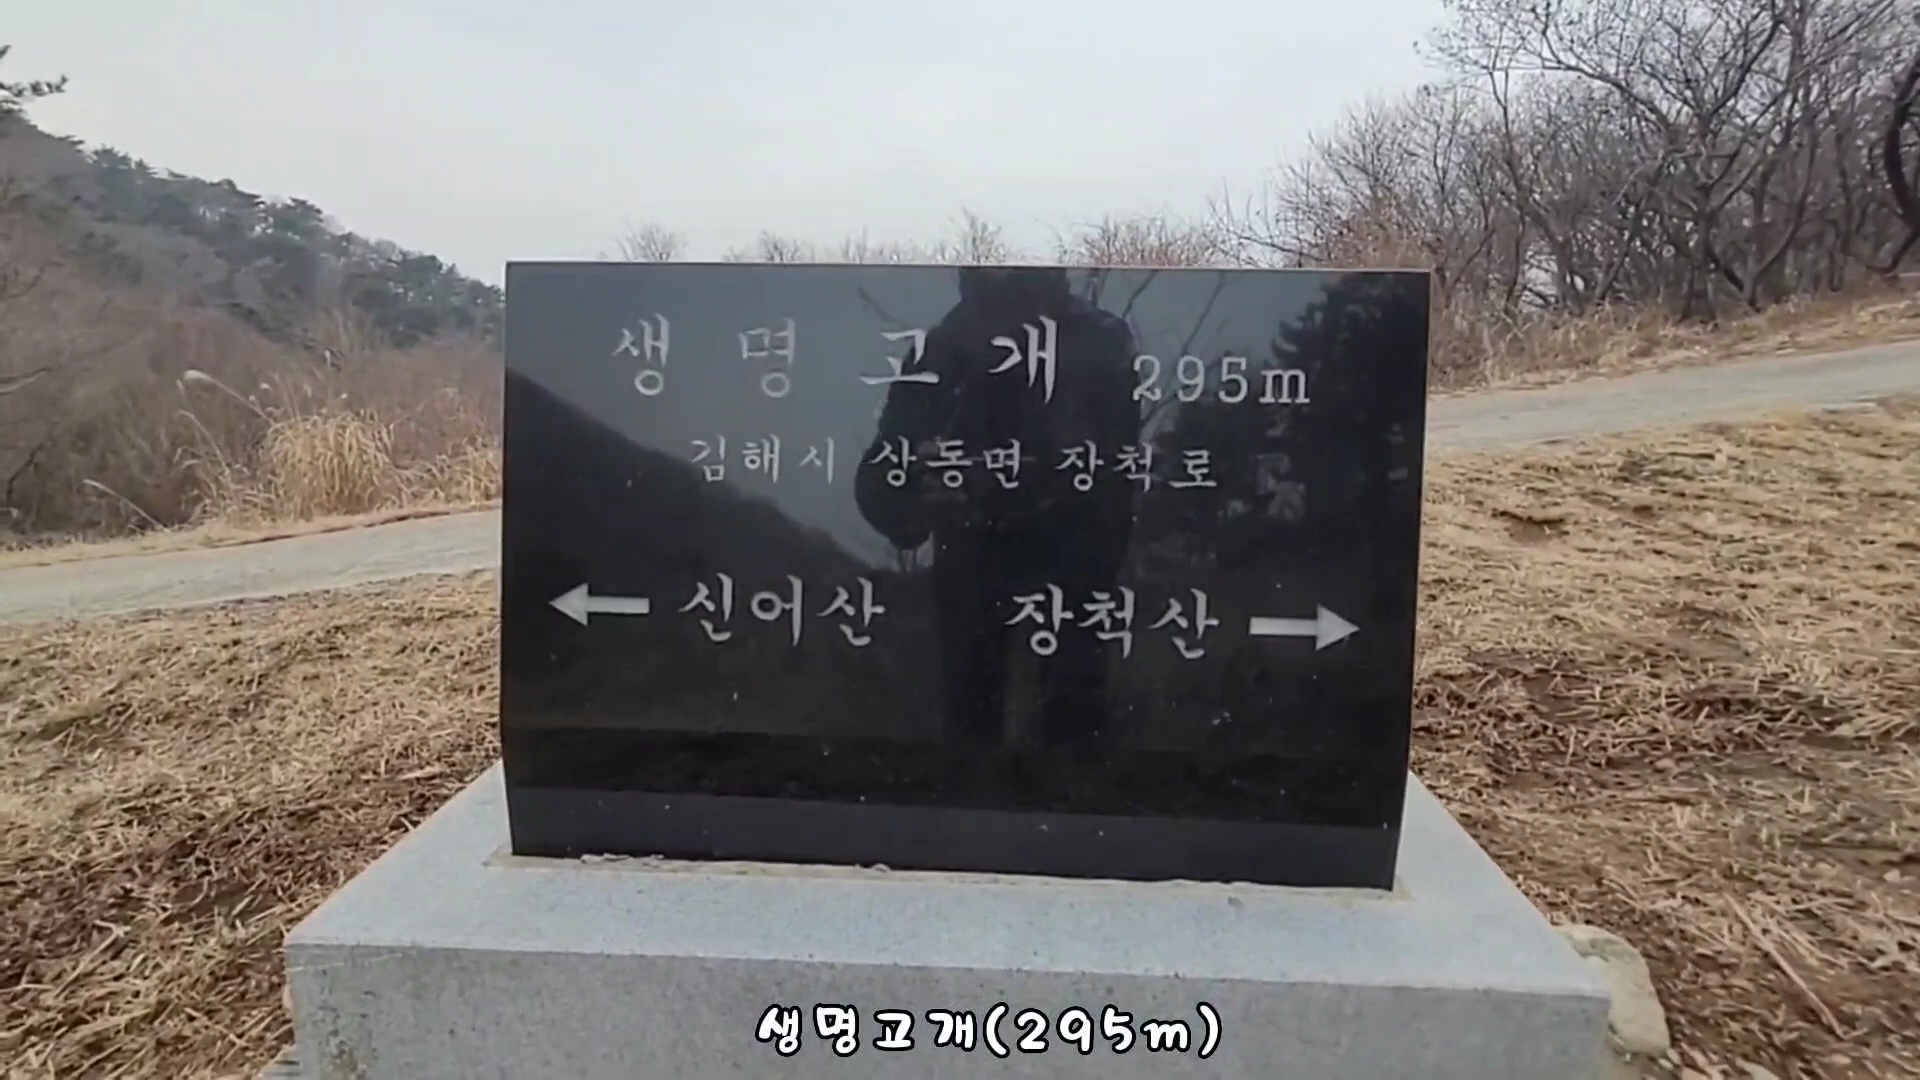 생명고개 295m
김해시 상동면 장척로
← 신어산 장척산 →
생명고개(295m)